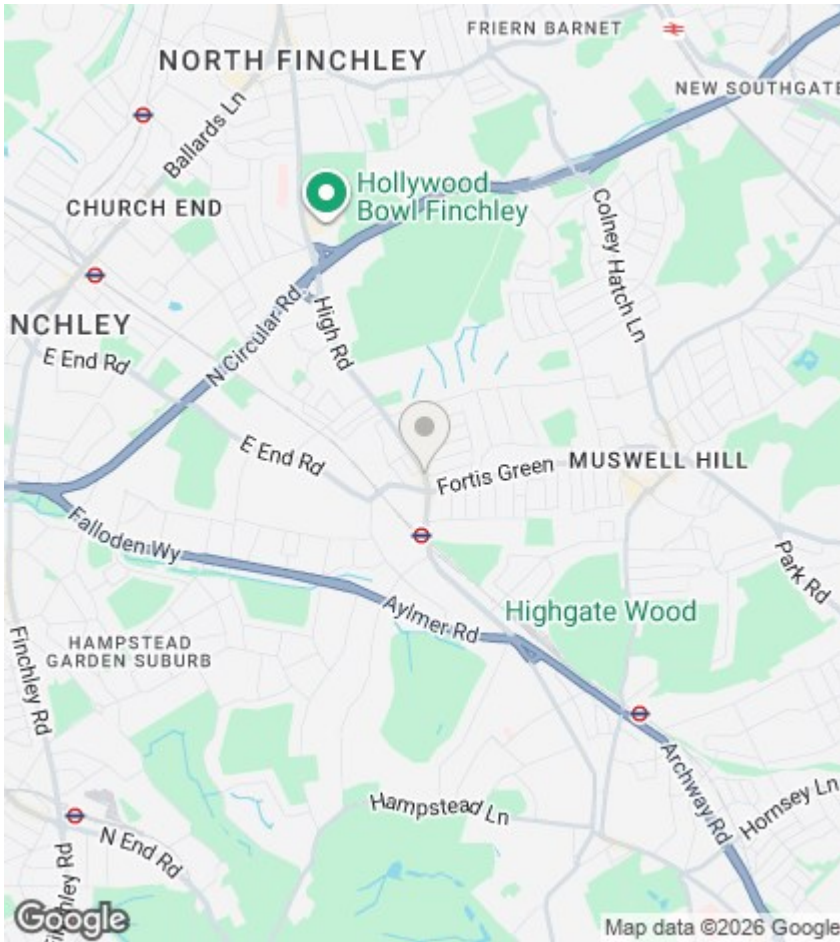 FRIERN BARNET
NORTH FINCHLEY
NEW SOUTHGATE
Ballards Ln
Hollywood
Bowl Finchley
CHURCH END
Colney Hatch Ln
NCHLEY
N Circular Rd
High Rd
E End Rd
E End Rd
Fortis Green
MUSWELL HILL
Falloden Wy
Park Rd
Aylmer Rd
Highgate Wood
HAMPSTEAD
GARDEN SUBURB
Finchley Rd
Archway Rd
Hampstead Ln
Hornsey Ln
N End Rd
Finchley Rd
Google
Map data ©2026 Google